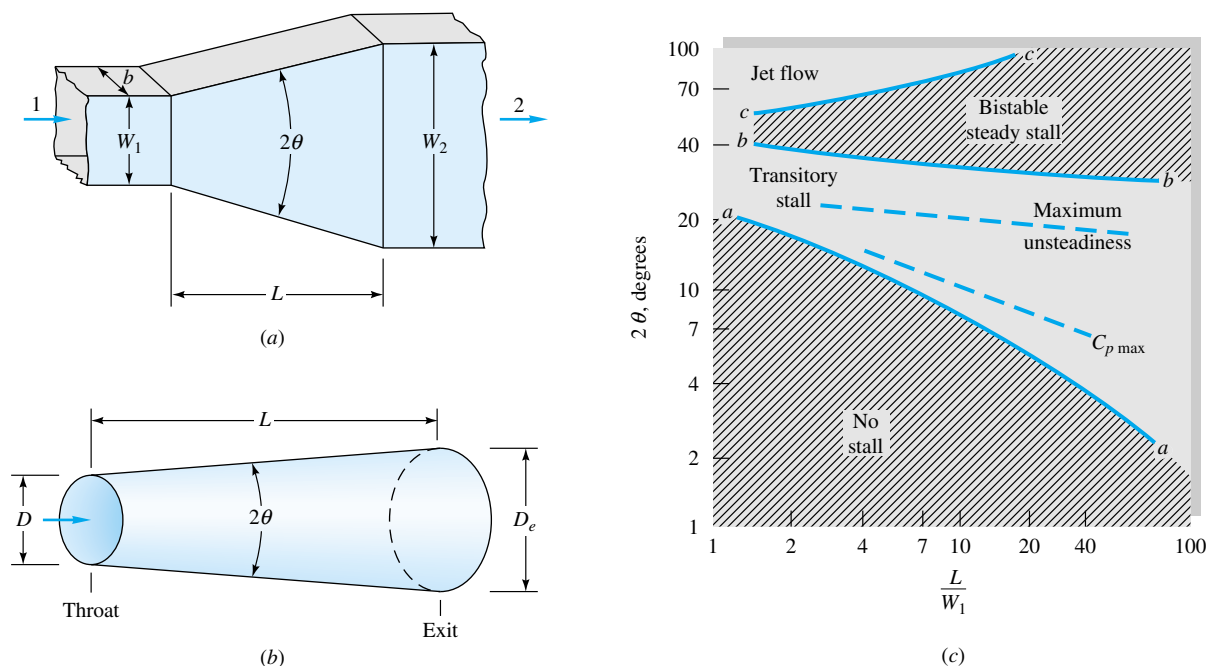 b
1
W₁
2θ
W₂
2
L
(a)
L
D
2θ
Dₑ
Throat
Exit
(b)
100
70
40
20
10
7
4
2
1
2 θ, degrees
Jet flow
c
c
Bistable
steady stall
b
b
Transitory
stall
Maximum
unsteadiness
a
Cₚ max
No
stall
a
1
2
4
7
10
20
40
100
L
W₁
(c)